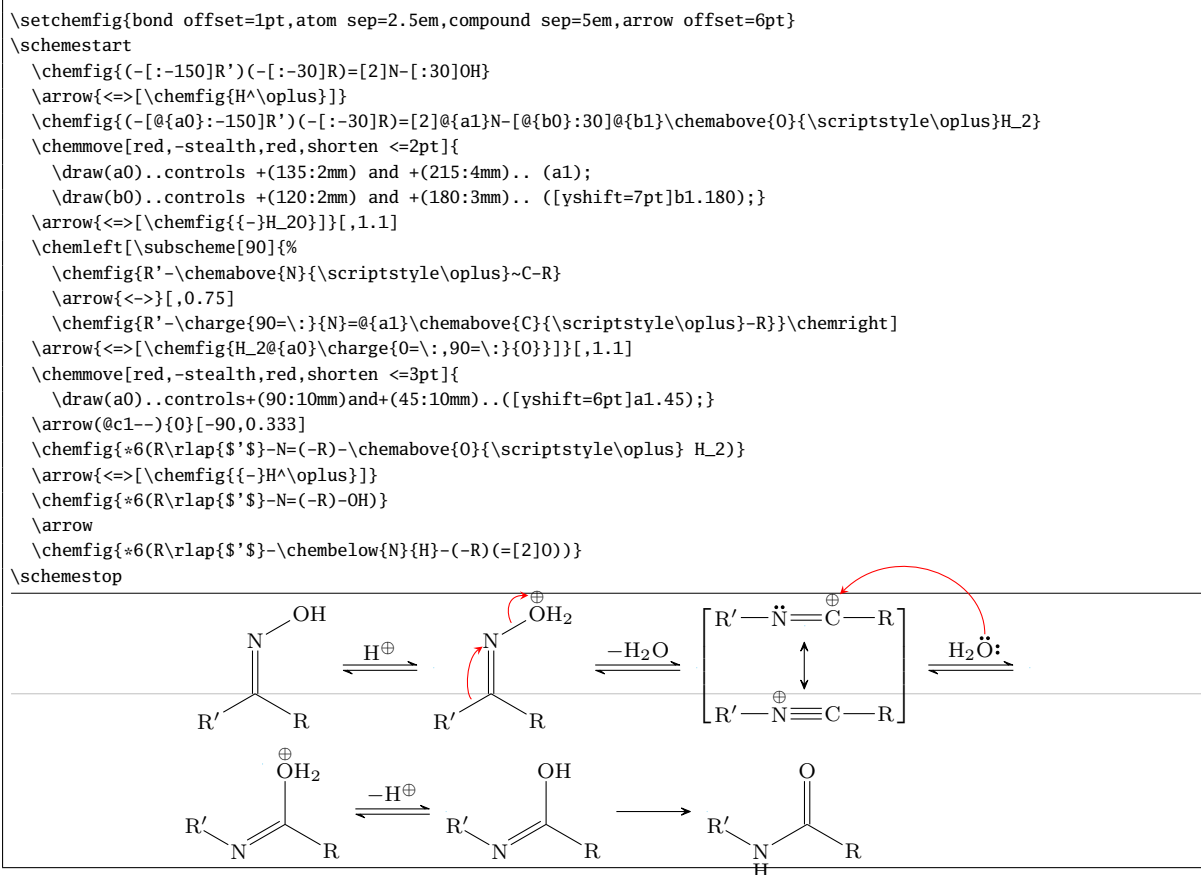 \setchemfig{bond offset=1pt,atom sep=2.5em,compound sep=5em,arrow offset=6pt}
\schemestart
  \chemfig{(-[:-150]R’)(-[:-30]R)=[2]N-[:30]OH}
  \arrow{<=>[\chemfig{H^\oplus}]}
  \chemfig{(-[@{a0}:-150]R’)(-[:-30]R)=[2]@{a1}N-[@{b0}:30]@{b1}\chemabove{O}{\scriptstyle\oplus}H_2}
  \chemmove[red,-stealth,red,shorten <=2pt]{
    \draw(a0)..controls +(135:2mm) and +(215:4mm).. (a1);
    \draw(b0)..controls +(120:2mm) and +(180:3mm).. ([yshift=7pt]b1.180);}
  \arrow{<=>[\chemfig{{-}H_2O}]}[,1.1]
  \chemleft[\subscheme[90]{%
    \chemfig{R’-\chemabove{N}{\scriptstyle\oplus}~C-R}
    \arrow{<->}[,0.75]
    \chemfig{R’-\charge{90=\:}{N}=@{a1}\chemabove{C}{\scriptstyle\oplus}-R}}\chemright]
  \arrow{<=>[\chemfig{H_2@{a0}\charge{0=\:,90=\:}{O}}]}[,1.1]
  \chemmove[red,-stealth,red,shorten <=3pt]{
    \draw(a0)..controls+(90:10mm)and+(45:10mm)..([yshift=6pt]a1.45);}
  \arrow(@c1--){0}[-90,0.333]
  \chemfig{*6(R\rlap{$’$}-N=(-R)-\chemabove{O}{\scriptstyle\oplus} H_2)}
  \arrow{<=>[\chemfig{{-}H^\oplus}]}
  \chemfig{*6(R\rlap{$’$}-N=(-R)-OH)}
  \arrow
  \chemfig{*6(R\rlap{$’$}-\chembelow{N}{H}-(-R)(=[2]O))}
\schemestop
OH
N
R′ R
H⊕
⊕
OH₂
N
R′ R
−H₂O
⊕
R′ N C R
⊕
R′ N C R
H₂O
⊕
OH₂
R′
N R
−H⊕
OH
R′
N R
O
R′
N R
H